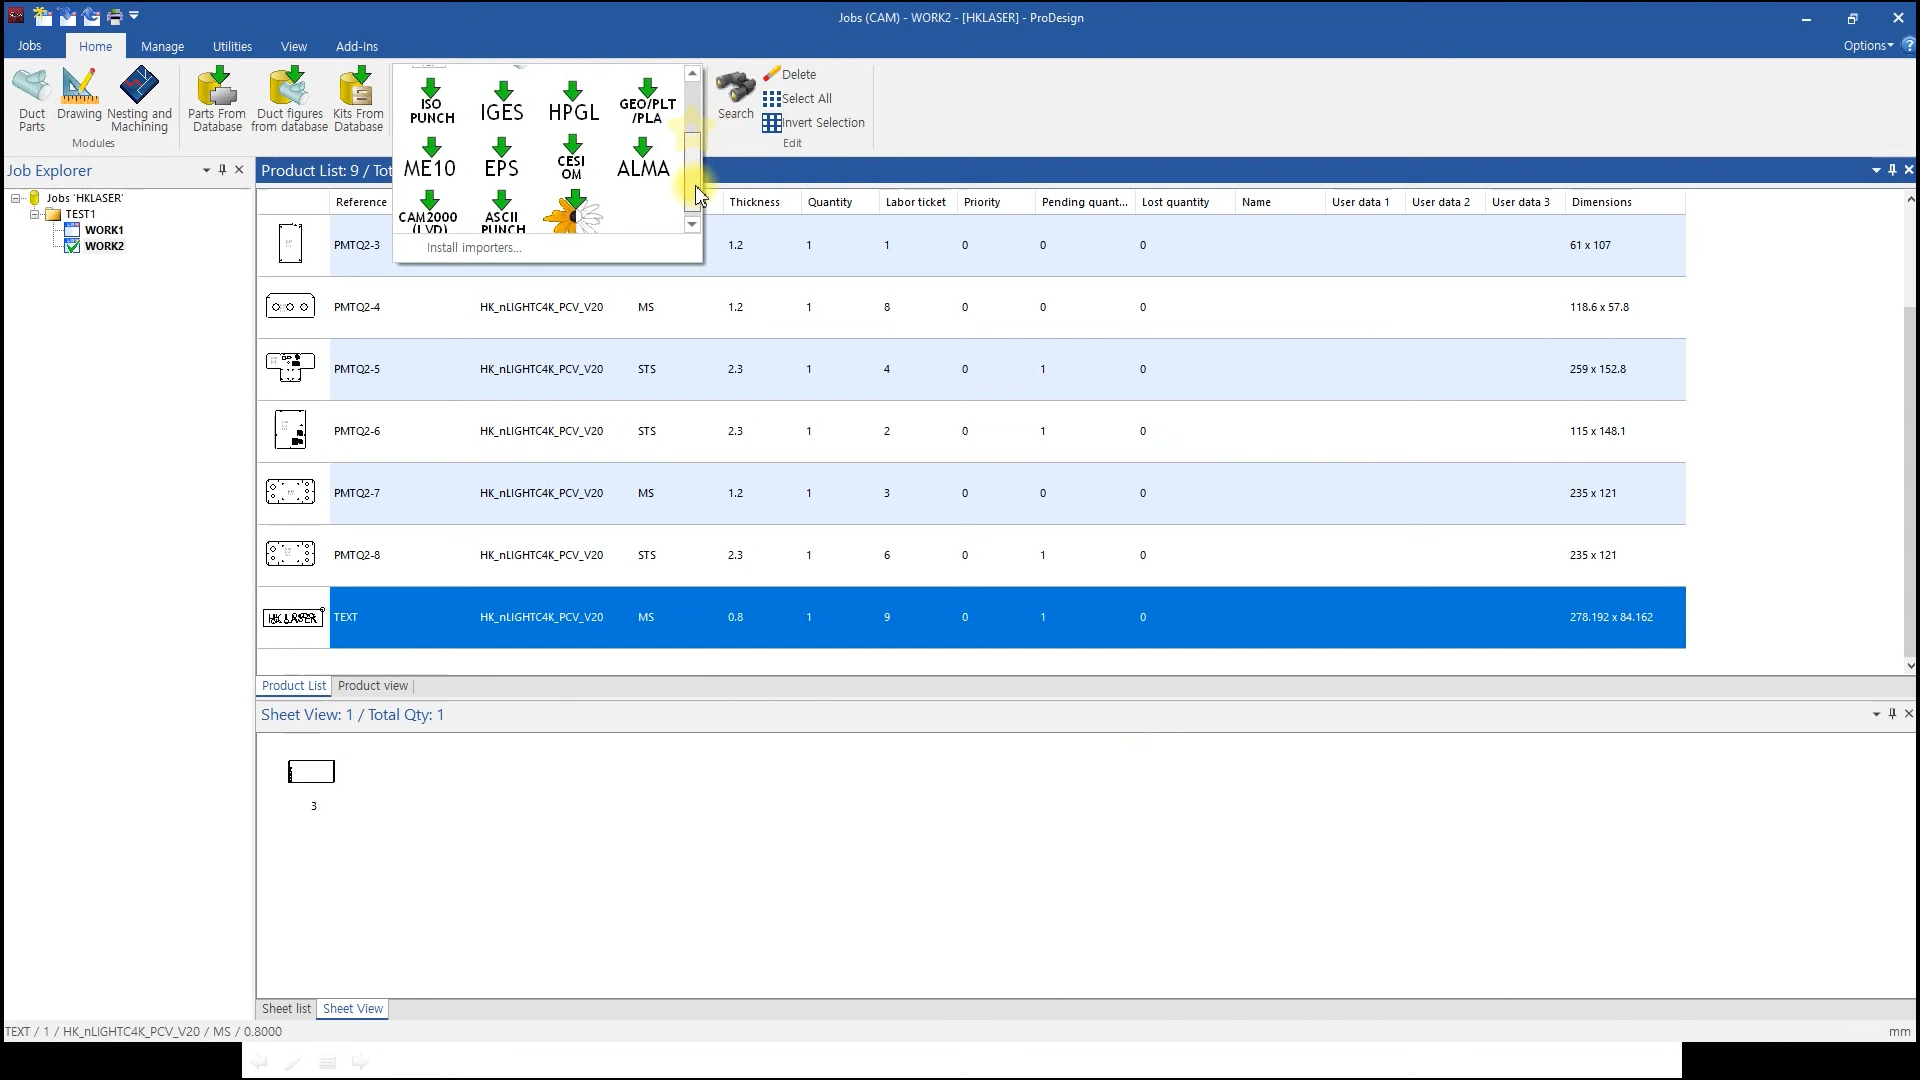 Jobs (CAM) - WORK2 - [HKLASER] - ProDesign
Jobs Home Manage Utilities View Add-Ins Options
Duct Parts
Drawing
Nesting and Machining
Modules
Parts From Database
Duct figures from database
Kits From Database
ISO PUNCH
IGES
HPGL
GEO/PLT /PLA
ME10
EPS
CESI OM
ALMA
CAM2000 (LVD)
ASCII PUNCH
Install importers...
Search
Delete
Select All
Invert Selection
Edit
Job Explorer
Jobs 'HKLASER'
TEST1
WORK1
WORK2
Product List: 9 / Tot
Reference Thickness Quantity Labor ticket Priority Pending quant... Lost quantity Name User data 1 User data 2 User data 3 Dimensions
PMTQ2-3 1.2 1 1 0 0 0 61 x 107
PMTQ2-4 HK_nLIGHTC4K_PCV_V20 MS 1.2 1 8 0 0 0 118.6 x 57.8
PMTQ2-5 HK_nLIGHTC4K_PCV_V20 STS 2.3 1 4 0 1 0 259 x 152.8
PMTQ2-6 HK_nLIGHTC4K_PCV_V20 STS 2.3 1 2 0 1 0 115 x 148.1
PMTQ2-7 HK_nLIGHTC4K_PCV_V20 MS 1.2 1 3 0 0 0 235 x 121
PMTQ2-8 HK_nLIGHTC4K_PCV_V20 STS 2.3 1 6 0 1 0 235 x 121
HK LASER TEXT HK_nLIGHTC4K_PCV_V20 MS 0.8 1 9 0 1 0 278.192 x 84.162
Product List Product view
Sheet View: 1 / Total Qty: 1
3
Sheet list Sheet View
TEXT / 1 / HK_nLIGHTC4K_PCV_V20 / MS / 0.8000 mm